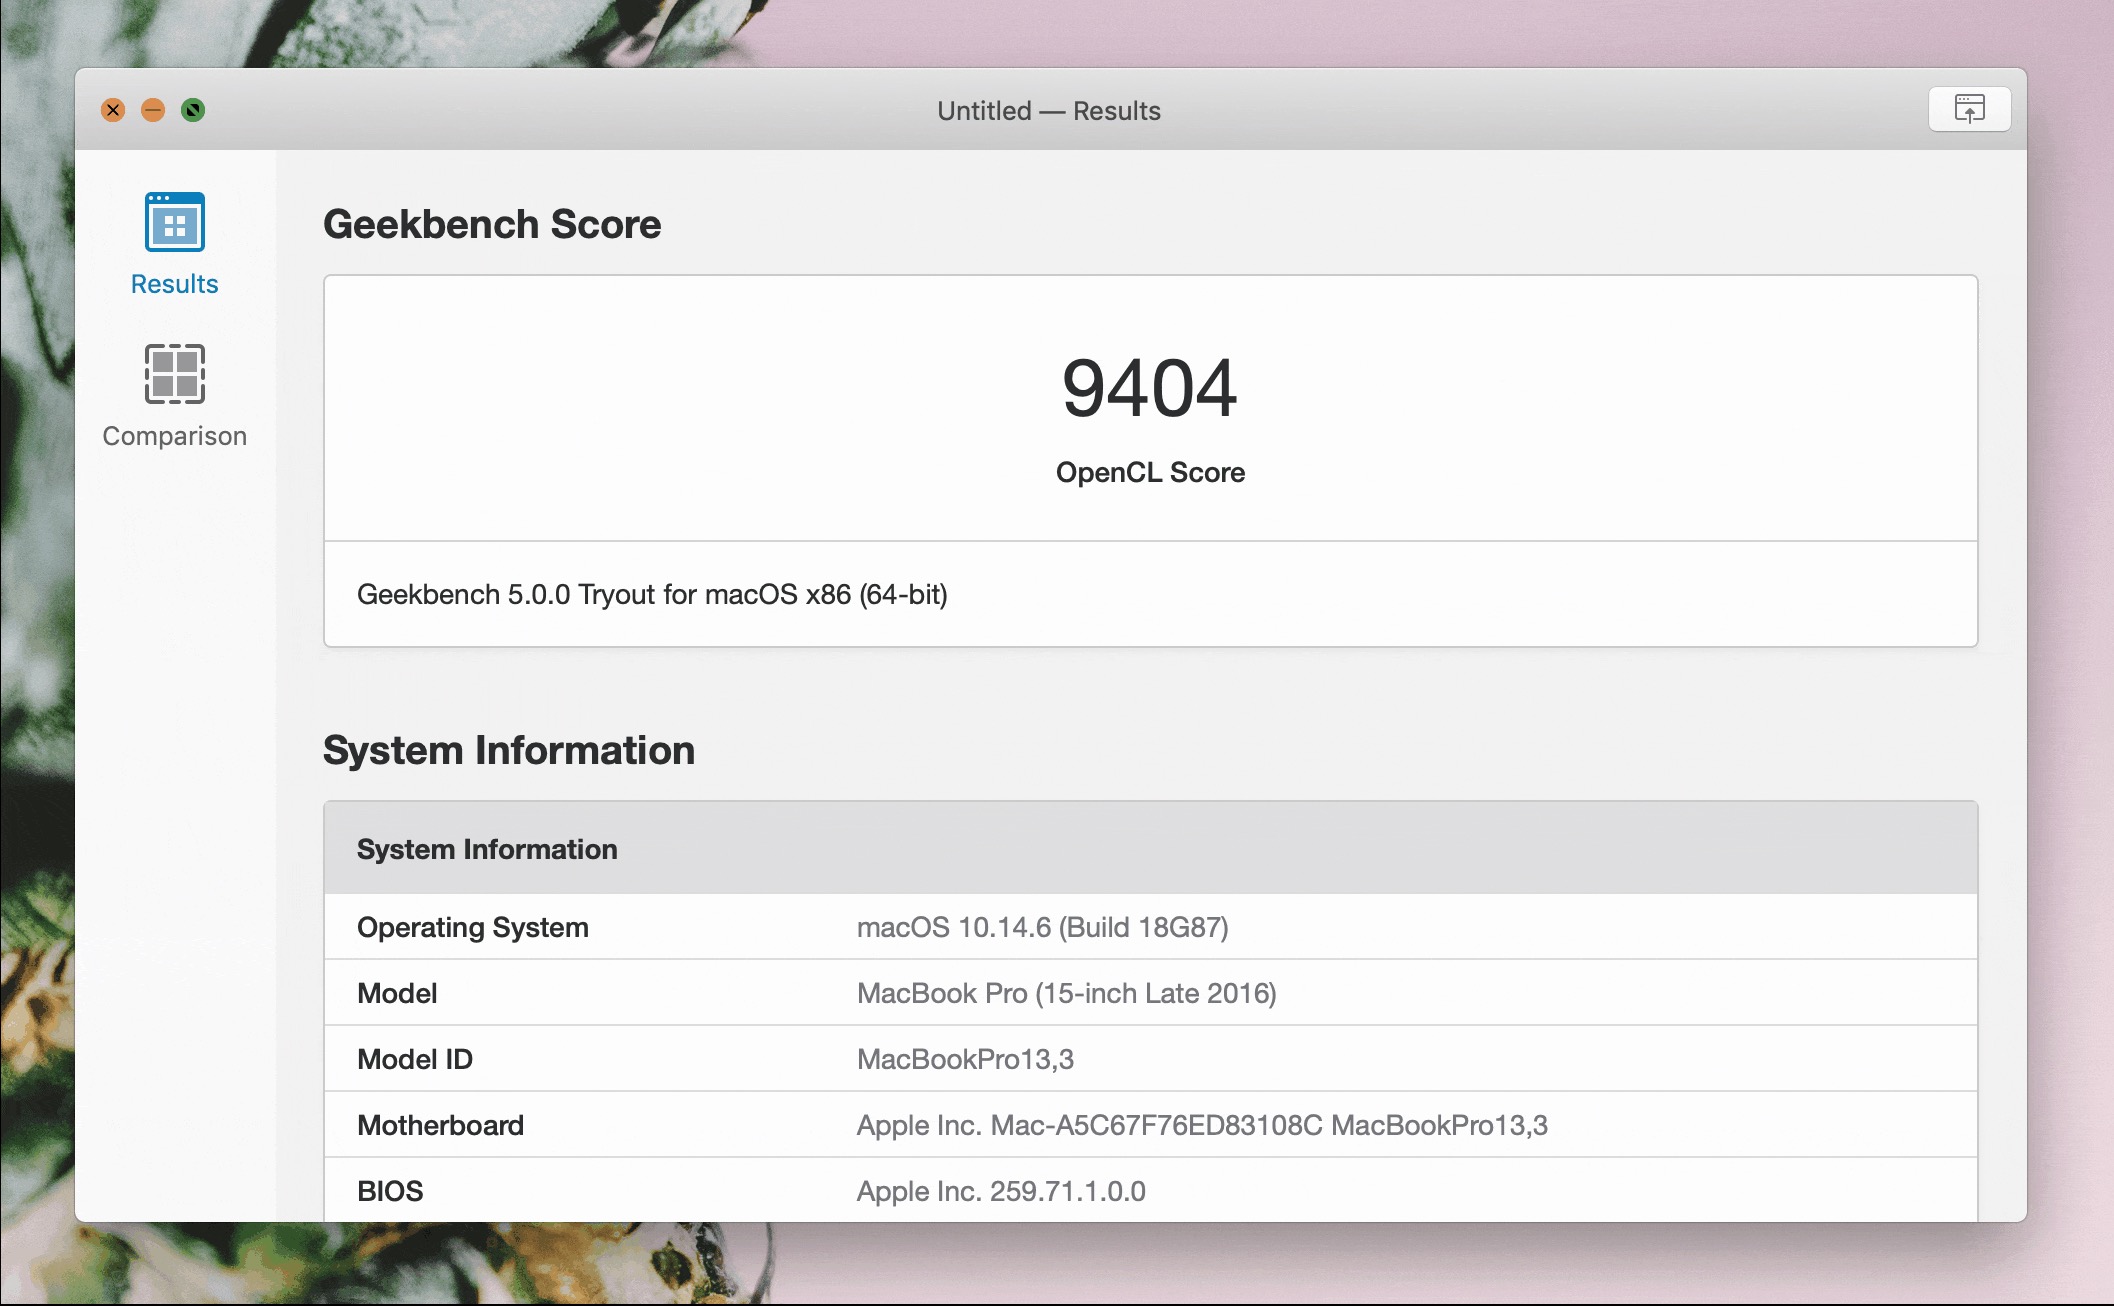 Untitled — Results
Results
Comparison
Geekbench Score
9404
OpenCL Score
Geekbench 5.0.0 Tryout for macOS x86 (64-bit)
System Information
System Information
Operating System macOS 10.14.6 (Build 18G87)
Model MacBook Pro (15-inch Late 2016)
Model ID MacBookPro13,3
Motherboard Apple Inc. Mac-A5C67F76ED83108C MacBookPro13,3
BIOS Apple Inc. 259.71.1.0.0